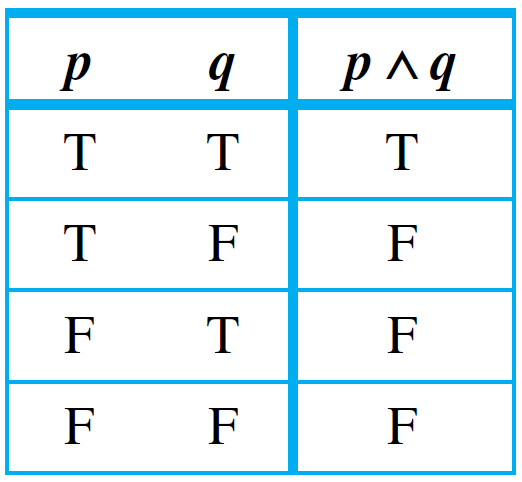 p q p ∧ q
T T T
T F F
F T F
F F F